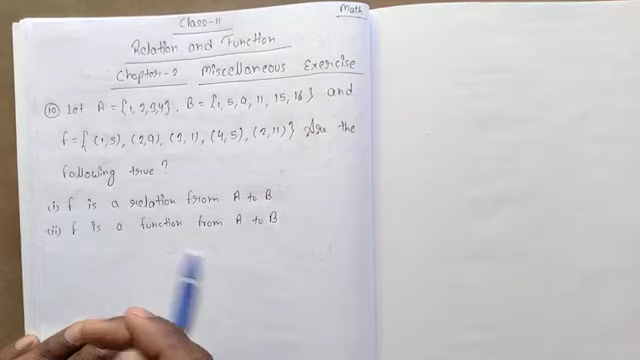 Math
Class-11
Relation and Function
Chapter-2 Miscellaneous Exercise
(10) Let A = {1, 2, 3, 4}, B = {1, 5, 9, 11, 15, 16} and
f = { (1, 5), (2, 9), (3, 1), (4, 5), (2, 11)} Are the
following true?
(i) f is a relation from A to B
(ii) f is a function from A to B